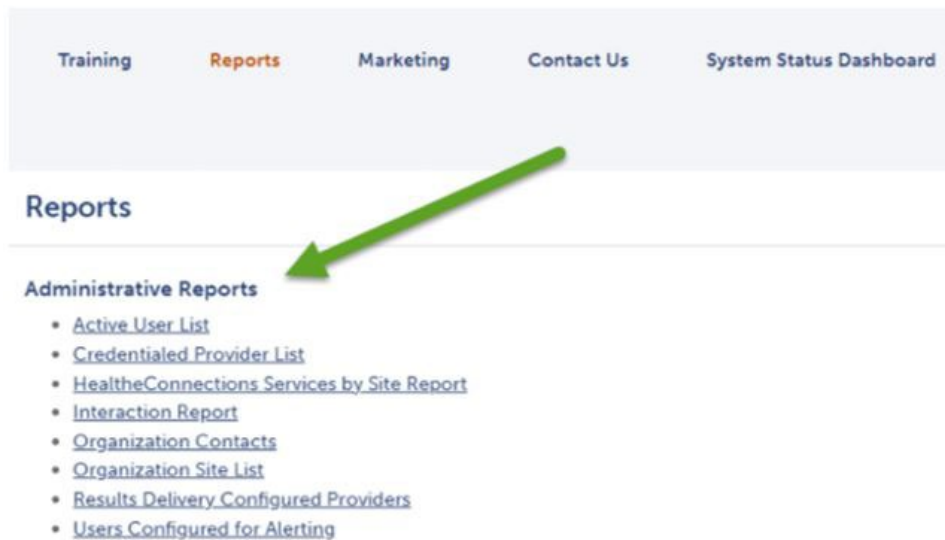 Training Reports Marketing Contact Us System Status Dashboard
Reports
Administrative Reports
Active User List
Credentialed Provider List
HealtheConnections Services by Site Report
Interaction Report
Organization Contacts
Organization Site List
Results Delivery Configured Providers
Users Configured for Alerting